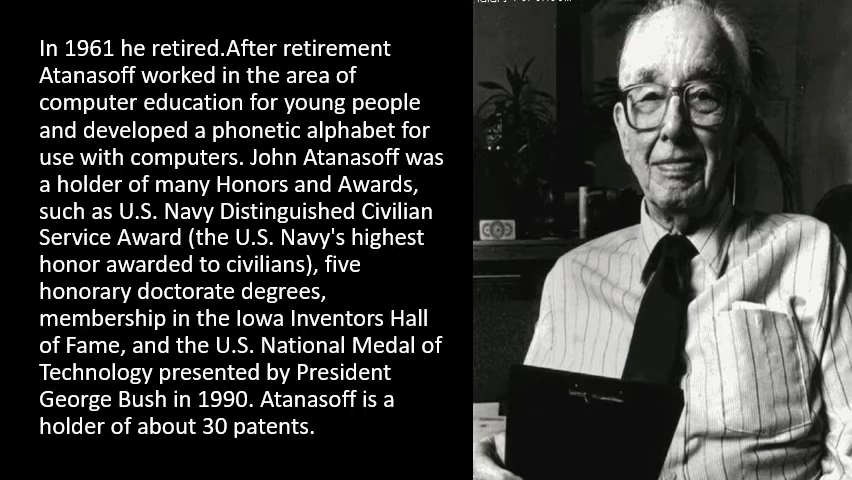 In 1961 he retired.After retirement
Atanasoff worked in the area of
computer education for young people
and developed a phonetic alphabet for
use with computers. John Atanasoff was
a holder of many Honors and Awards,
such as U.S. Navy Distinguished Civilian
Service Award (the U.S. Navy's highest
honor awarded to civilians), five
honorary doctorate degrees,
membership in the Iowa Inventors Hall
of Fame, and the U.S. National Medal of
Technology presented by President
George Bush in 1990. Atanasoff is a
holder of about 30 patents.